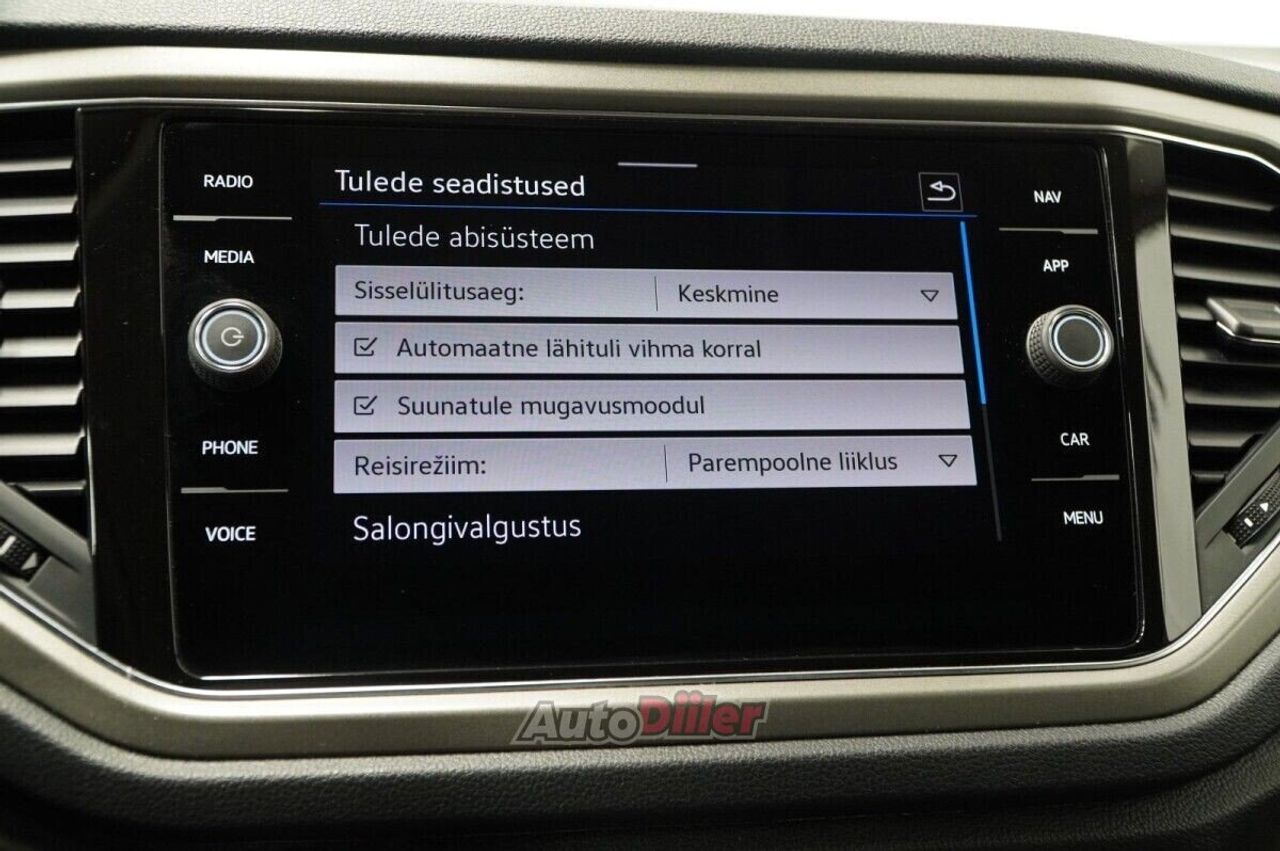 RADIO
MEDIA
PHONE
VOICE
Tulede seadistused
Tulede abisüsteem
Sisselülitusaeg: Keskmine
Automaatne lähituli vihma korral
Suunatule mugavusmoodul
Reisirežiim: Parempoolne liiklus
Salongivalgustus
NAV
APP
CAR
MENU
AutoDiiler